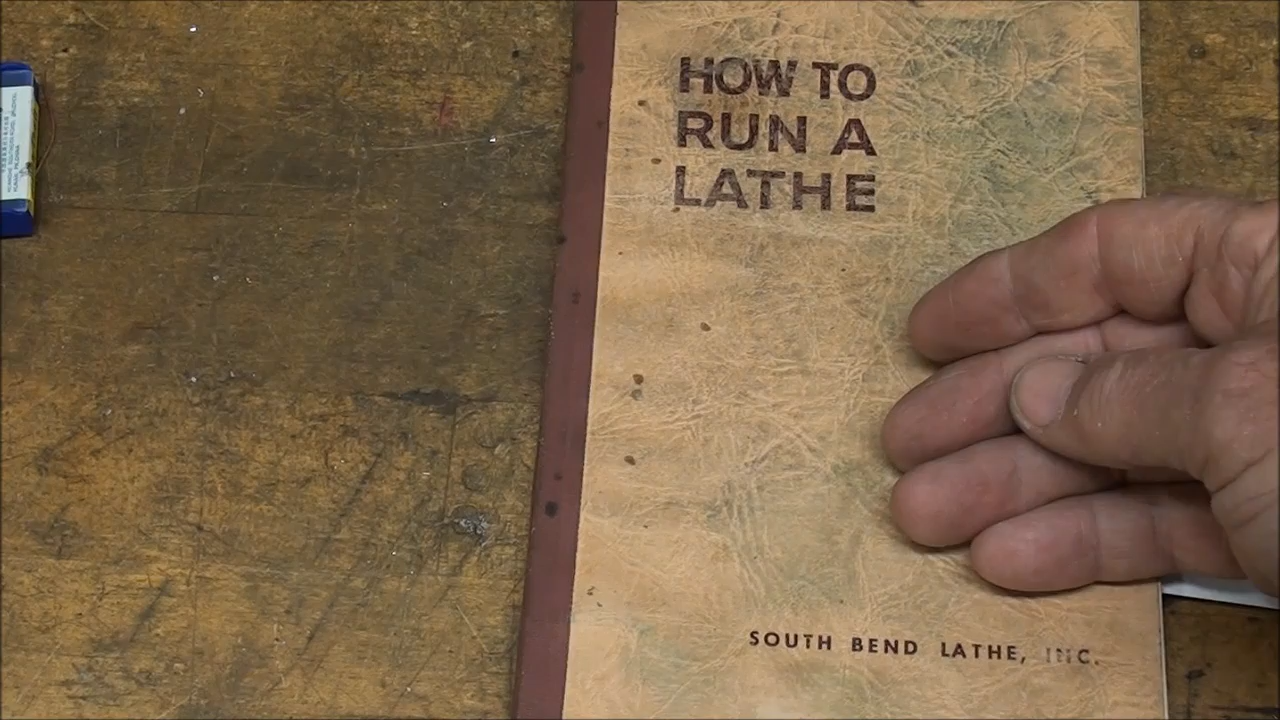 HOW TO
RUN A
LATHE
SOUTH BEND LATHE, INC.